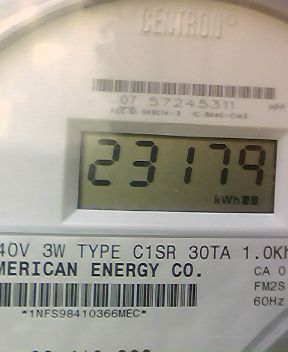 CENTRON®
07 57245311
23179
kWh
40V 3W TYPE C1SR 30TA 1.0Kh
MERICAN ENERGY CO.
CA 0
FM2S
60Hz
*1NFS98410366MEC*